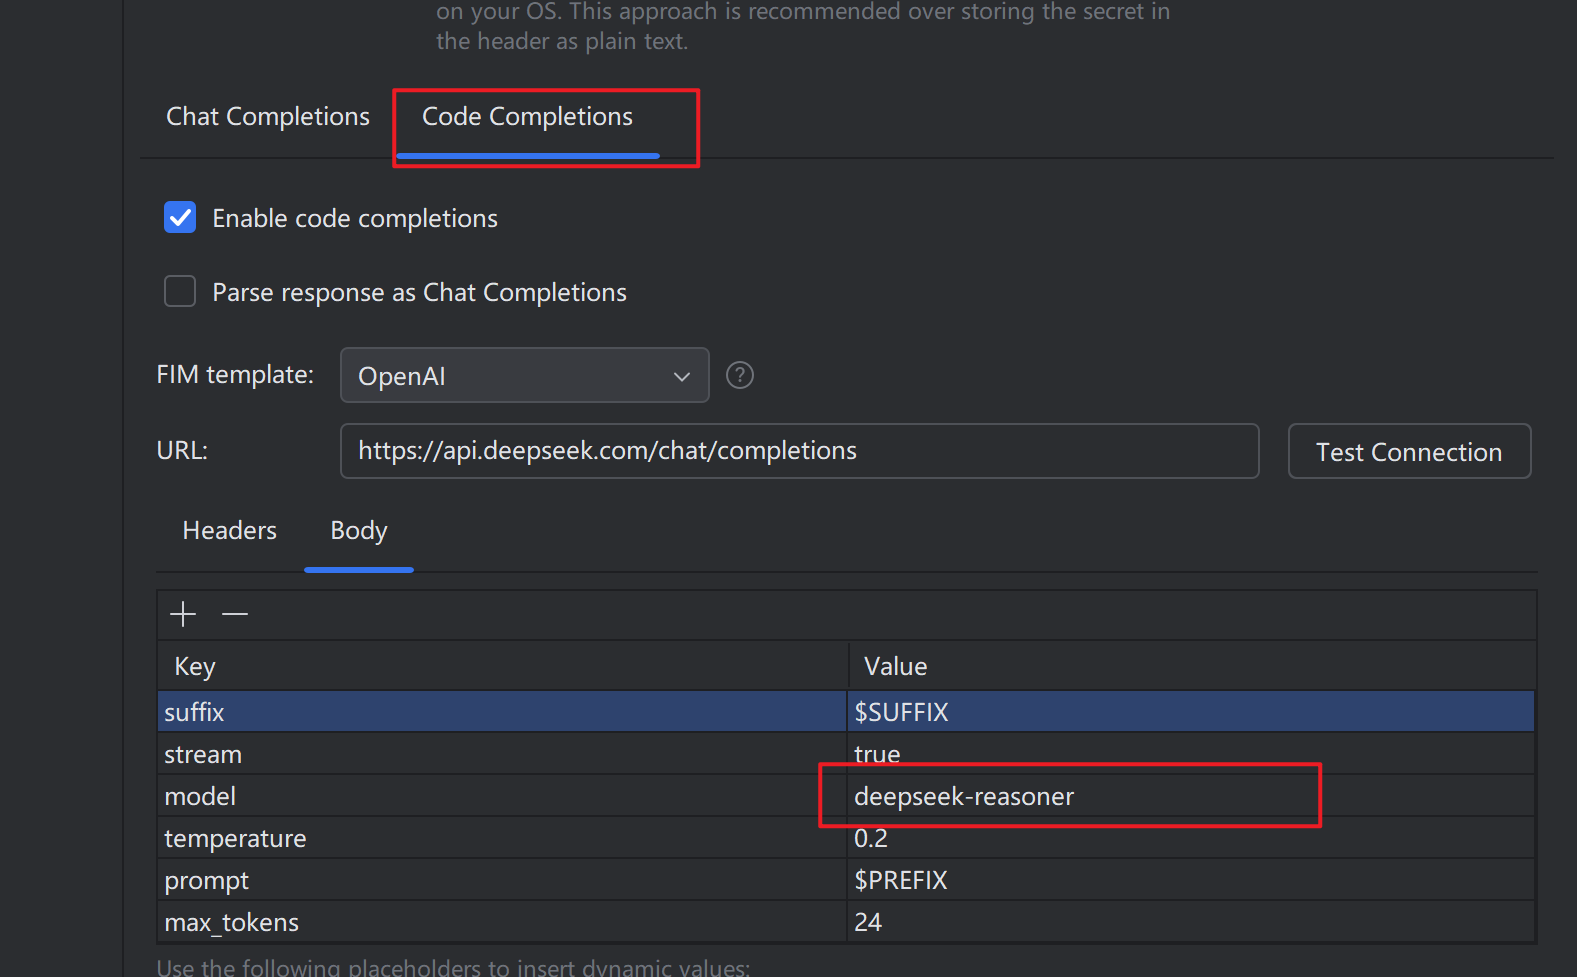 on your OS. This approach is recommended over storing the secret in
the header as plain text.
Chat Completions Code Completions
Enable code completions
Parse response as Chat Completions
FIM template: OpenAI ?
URL: https://api.deepseek.com/chat/completions Test Connection
Headers Body
Key Value
suffix $SUFFIX
stream true
model deepseek-reasoner
temperature 0.2
prompt $PREFIX
max_tokens 24
Use the following placeholders to insert dynamic values: